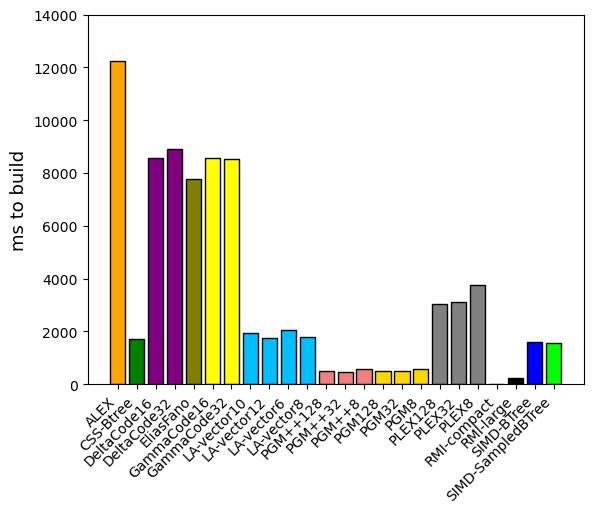 14000
12000
10000
8000
6000
4000
2000
0
ms to build
ALEX
CSS-Btree
DeltaCode16
DeltaCode32
EliasFano
GammaCode16
GammaCode32
LA-vector10
LA-vector12
LA-vector6
LA-vector8
PGM++128
PGM++32
PGM++8
PGM128
PGM32
PGM8
PLEX128
PLEX32
PLEX8
RMI-compact
RMI-large
SIMD-BTree
SIMD-SampledBTree